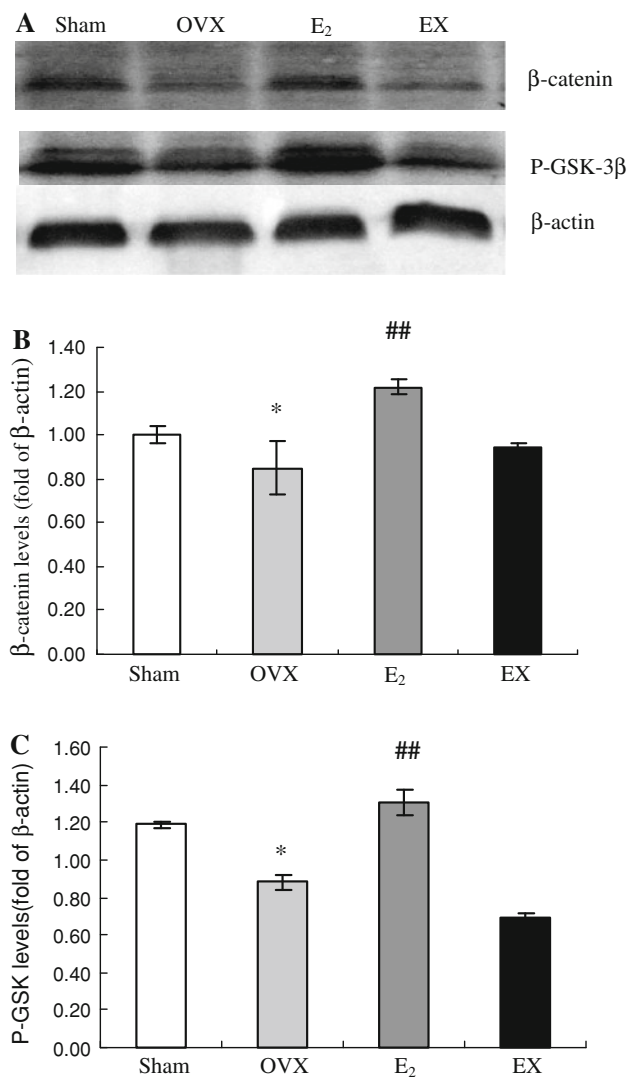 A
Sham OVX E₂ EX
β-catenin
P-GSK-3β
β-actin
B
β-catenin levels (fold of β-actin)
1.40
1.20
1.00
0.80
0.60
0.40
0.20
0.00
*
##
Sham OVX E₂ EX
C
P-GSK levels(fold of β-actin)
1.60
1.40
1.20
1.00
0.80
0.60
0.40
0.20
0.00
*
##
Sham OVX E₂ EX